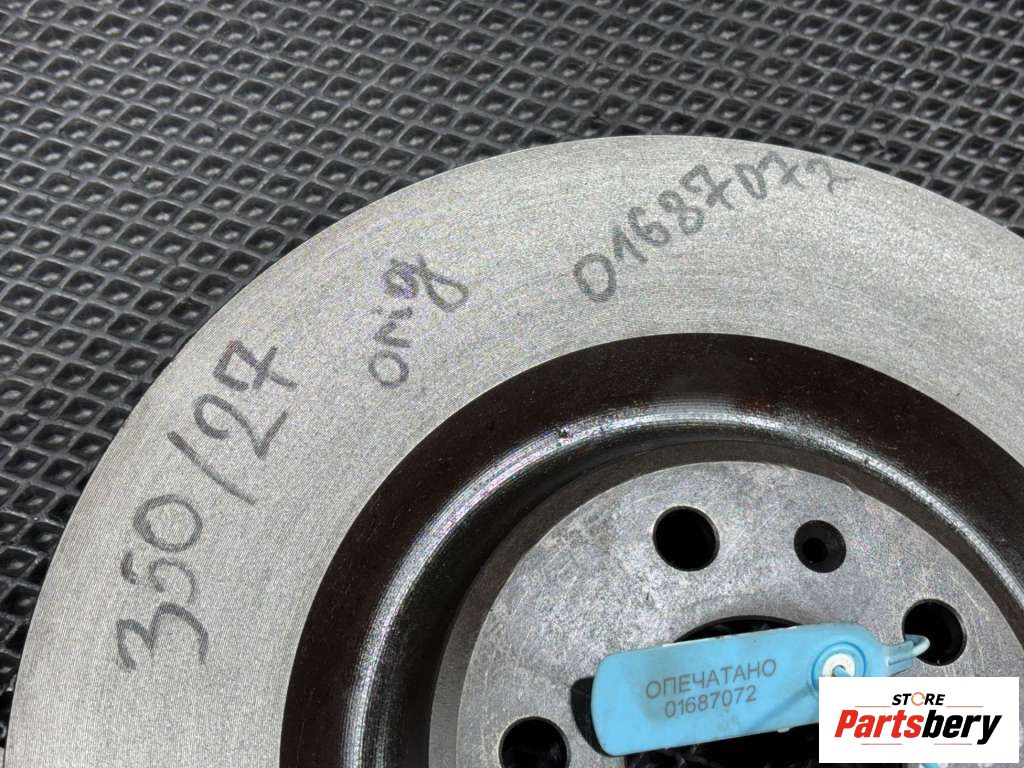 350/27
orig
01687072
ОПЕЧАТАНО
01687072
STORE
Partsbery